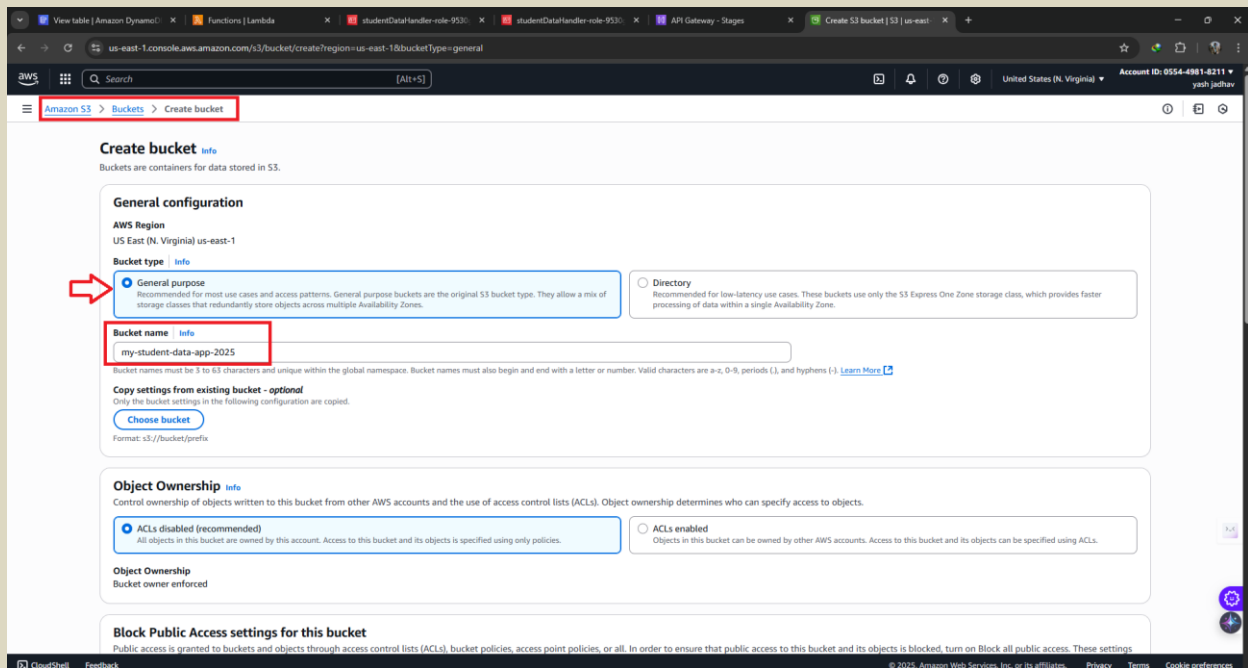 View table | Amazon DynamoD
Functions | Lambda
studentDataHandler-role-9530
studentDataHandler-role-9530
API Gateway - Stages
Create S3 bucket | S3 | us-east-
us-east-1.console.aws.amazon.com/s3/bucket/create?region=us-east-1&bucketType=general
aws
Search
[Alt+S]
United States (N. Virginia)
Account ID: 0554-4981-8211
yash jadhav
Amazon S3 > Buckets > Create bucket
Create bucket Info
Buckets are containers for data stored in S3.
General configuration
AWS Region
US East (N. Virginia) us-east-1
Bucket type Info
General purpose
Recommended for most use cases and access patterns. General purpose buckets are the original S3 bucket type. They allow a mix of
storage classes that redundantly store objects across multiple Availability Zones.
Directory
Recommended for low-latency use cases. These buckets use only the S3 Express One Zone storage class, which provides faster
processing of data within a single Availability Zone.
Bucket name Info
my-student-data-app-2025
Bucket names must be 3 to 63 characters and unique within the global namespace. Bucket names must also begin and end with a letter or number. Valid characters are a-z, 0-9, periods (.), and hyphens (-). Learn More
Copy settings from existing bucket - optional
Only the bucket settings in the following configuration are copied.
Choose bucket
Format: s3://bucket/prefix
Object Ownership Info
Control ownership of objects written to this bucket from other AWS accounts and the use of access control lists (ACLs). Object ownership determines who can specify access to objects.
ACLs disabled (recommended)
All objects in this bucket are owned by this account. Access to this bucket and its objects is specified using only policies.
ACLs enabled
Objects in this bucket can be owned by other AWS accounts. Access to this bucket and its objects can be specified using ACLs.
Object Ownership
Bucket owner enforced
Block Public Access settings for this bucket
Public access is granted to buckets and objects through access control lists (ACLs), bucket policies, access point policies, or all. In order to ensure that public access to this bucket and its objects is blocked, turn on Block all public access. These settings
CloudShell Feedback
© 2025, Amazon Web Services, Inc. or its affiliates. Privacy Terms Cookie preferences